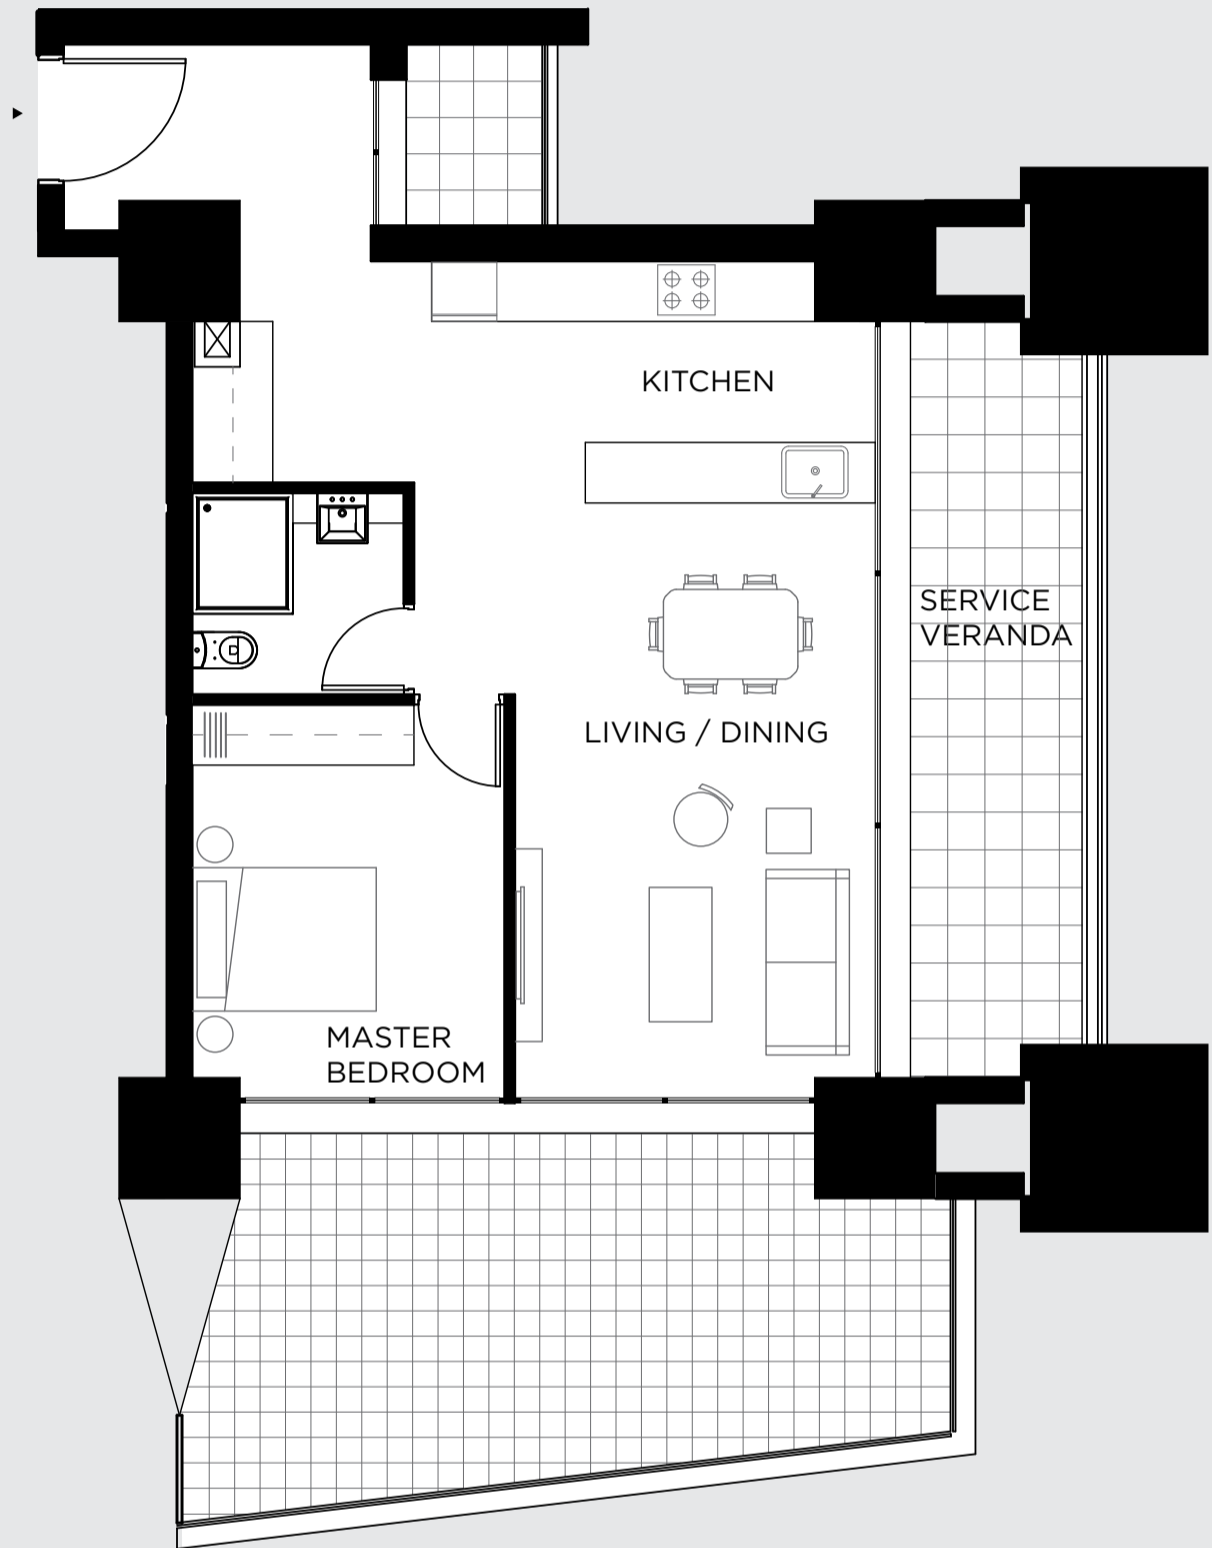 KITCHEN
SERVICE
VERANDA
LIVING / DINING
MASTER
BEDROOM